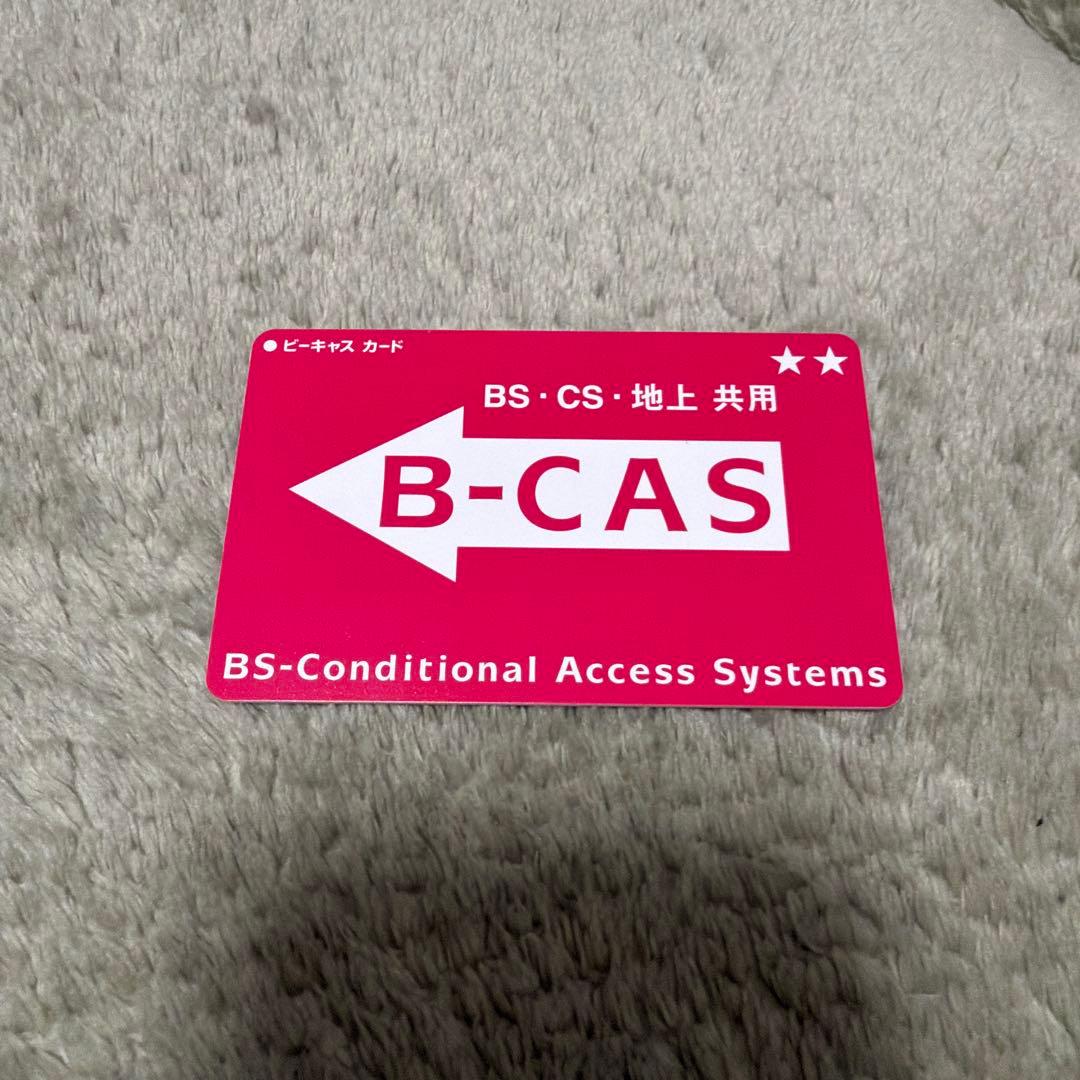 ● ビーキャス カード
★★
BS・CS・地上 共用
B-CAS
BS-Conditional Access Systems